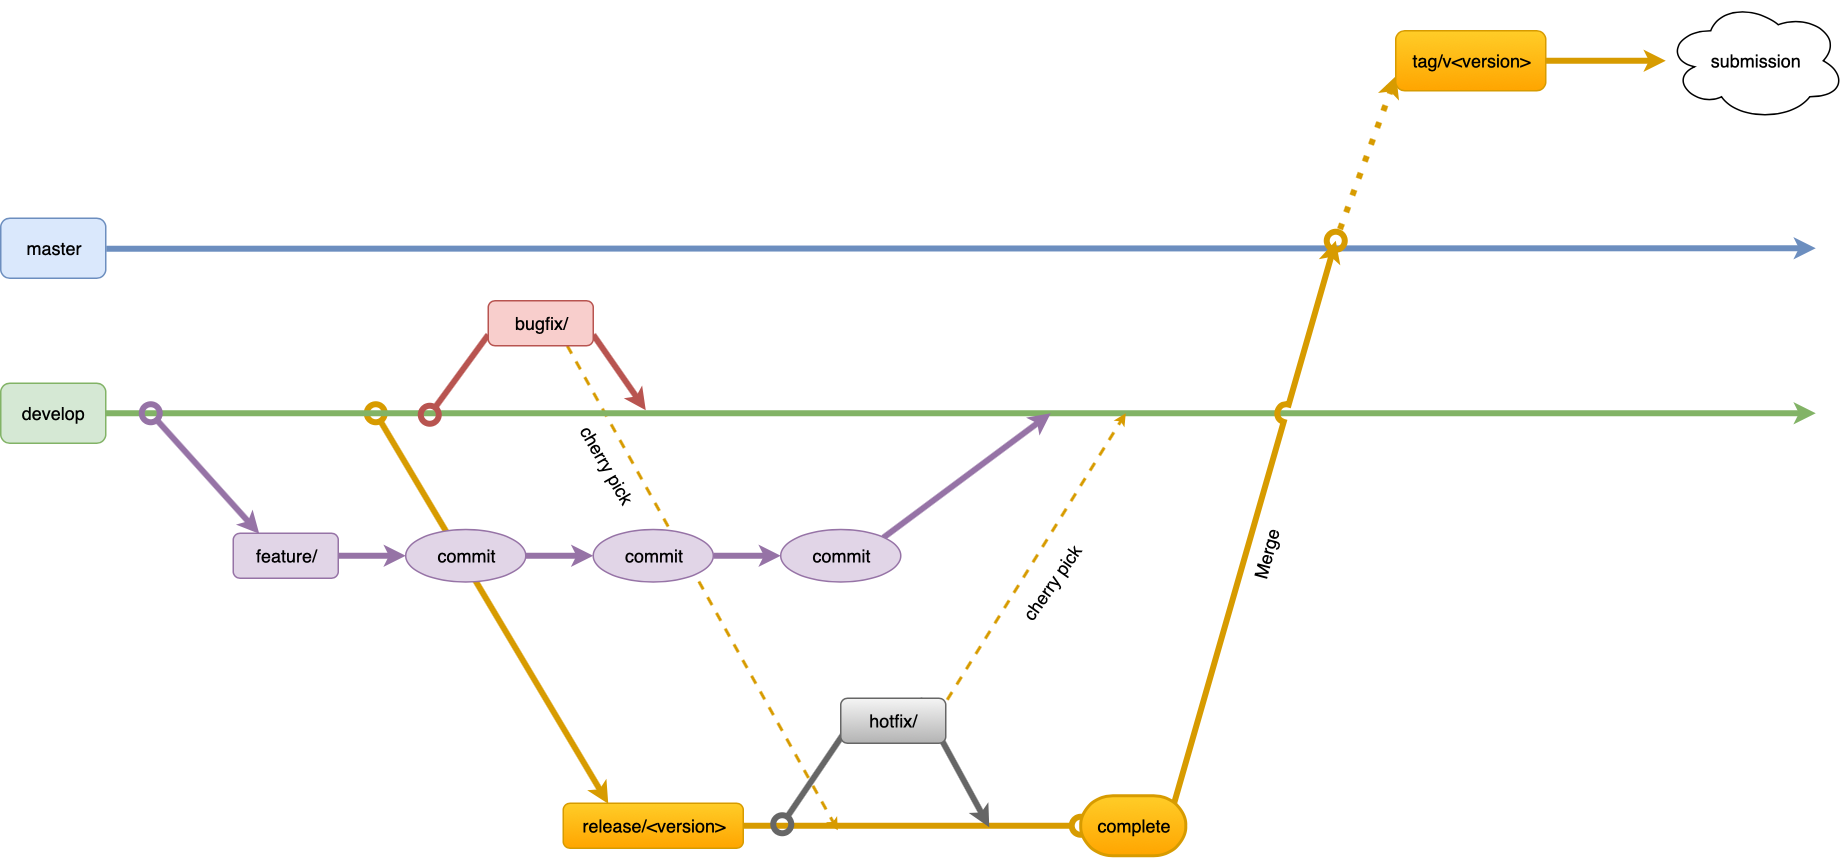 tag/v<version>
submission
master
bugfix/
develop
cherry pick
feature/
commit
commit
commit
cherry pick
Merge
hotfix/
release/<version>
complete